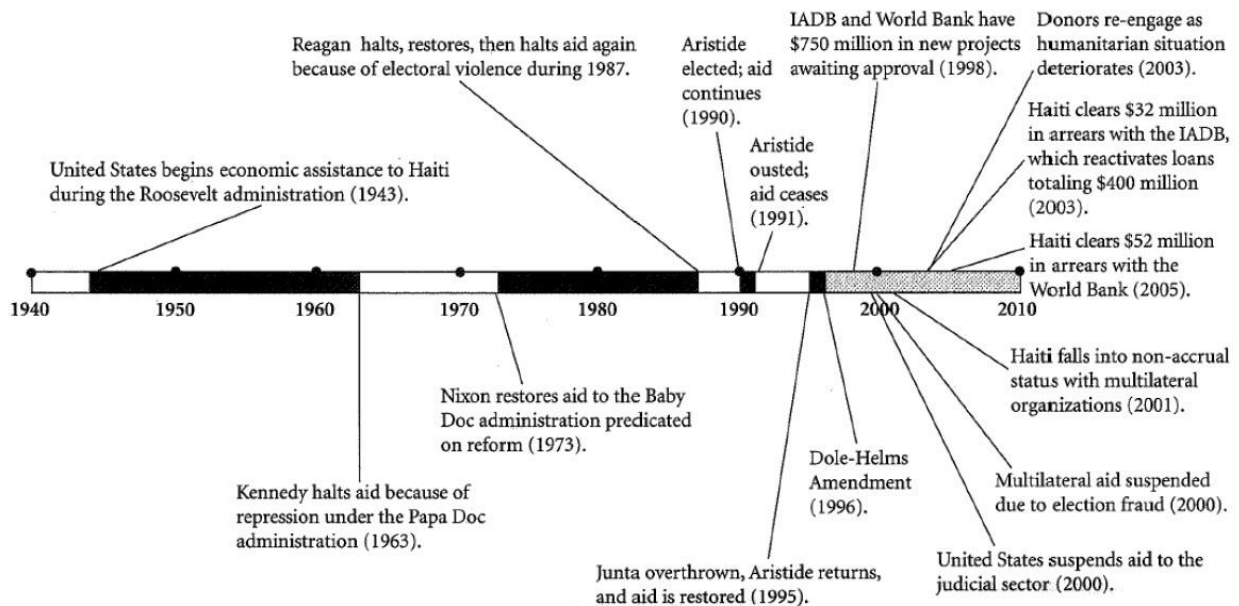 Reagan halts, restores, then halts aid again
because of electoral violence during 1987.
Aristide
elected; aid
continues
(1990).
IADB and World Bank have
$750 million in new projects
awaiting approval (1998).
Donors re-engage as
humanitarian situation
deteriorates (2003).
United States begins economic assistance to Haiti
during the Roosevelt administration (1943).
Aristide
ousted;
aid ceases
(1991).
Haiti clears $32 million
in arrears with the IADB,
which reactivates loans
totaling $400 million
(2003).
Haiti clears $52 million
in arrears with the
World Bank (2005).
1940
1950
1960
1970
1980
1990
2000
2010
Kennedy halts aid because of
repression under the Papa Doc
administration (1963).
Nixon restores aid to the Baby
Doc administration predicated
on reform (1973).
Junta overthrown, Aristide returns,
and aid is restored (1995).
Dole-Helms
Amendment
(1996).
Haiti falls into non-accrual
status with multilateral
organizations (2001).
Multilateral aid suspended
due to election fraud (2000).
United States suspends aid to the
judicial sector (2000).